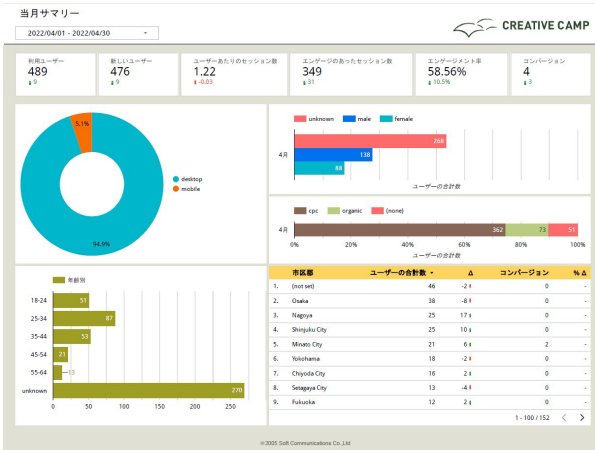 当月サマリー
2022/04/01 - 2022/04/30
CREATIVE CAMP
利用ユーザー
489
9
新しいユーザー
476
9
ユーザーあたりのセッション数
1.22
-0.03
エンゲージのあったセッション数
349
31
エンゲージメント率
58.56%
10.5%
コンバージョン
4
3
5.1%
94.9%
desktop
mobile
unknown male female
4月
268
138
88
ユーザーの合計数
cpc organic (none)
4月 362 73 51
0% 20% 40% 60% 80% 100%
ユーザーの合計数
年齢別
18-24 51
25-34 87
35-44 53
45-54 21
55-64 13
unknown 270
0 50 100 150 200 250
市区郡 ユーザーの合計数 Δ コンバージョン % Δ
1. (not set) 46 -2 0 -
2. Osaka 38 -8 0 -
3. Nagoya 25 17 0 -
4. Shinjuku City 25 10 0 -
5. Minato City 21 6 2 -
6. Yokohama 18 -2 0 -
7. Chiyoda City 16 2 0 -
8. Setagaya City 13 -4 0 -
9. Fukuoka 12 2 0 -
1 - 100 / 152 < >
©2005 Soft Communications Co.,Ltd.